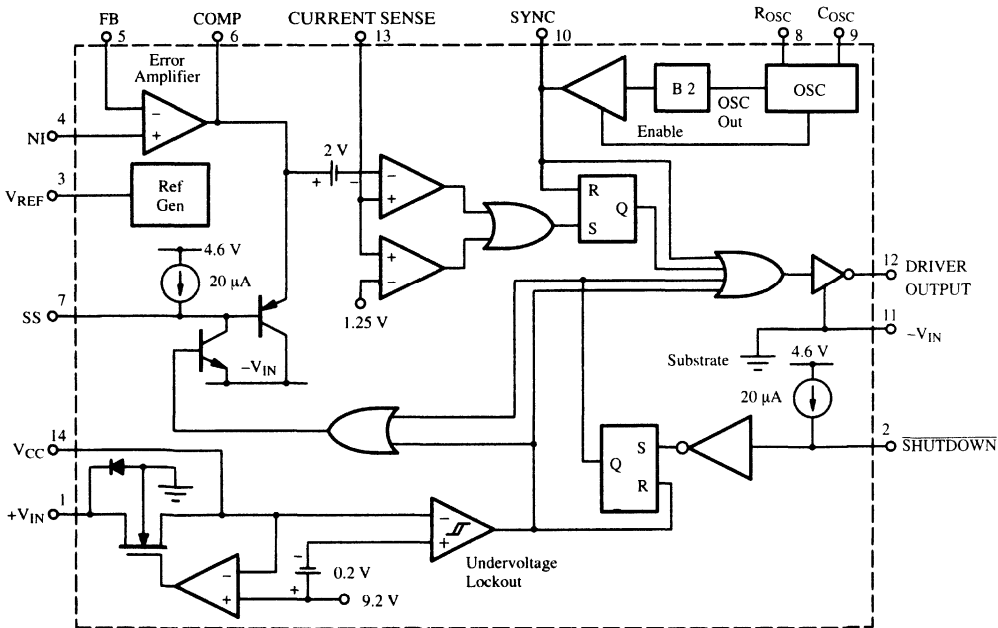 FB COMP CURRENT SENSE SYNC ROSC COSC
5 6 13 10 8 9
Error
Amplifier
−
+
4
NI
B 2
OSC
OSC
Out
Enable
3
VREF
Ref
Gen
2 V
+ −
−
+
+
−
R
Q
S
1.25 V
4.6 V
20 µA
7
SS
−VIN
12
DRIVER
OUTPUT
11
−VIN
Substrate
4.6 V
20 µA
2
SHUTDOWN
S
Q
R
14
VCC
1
+VIN
−
+
−
+
−
+
0.2 V
9.2 V
Undervoltage
Lockout